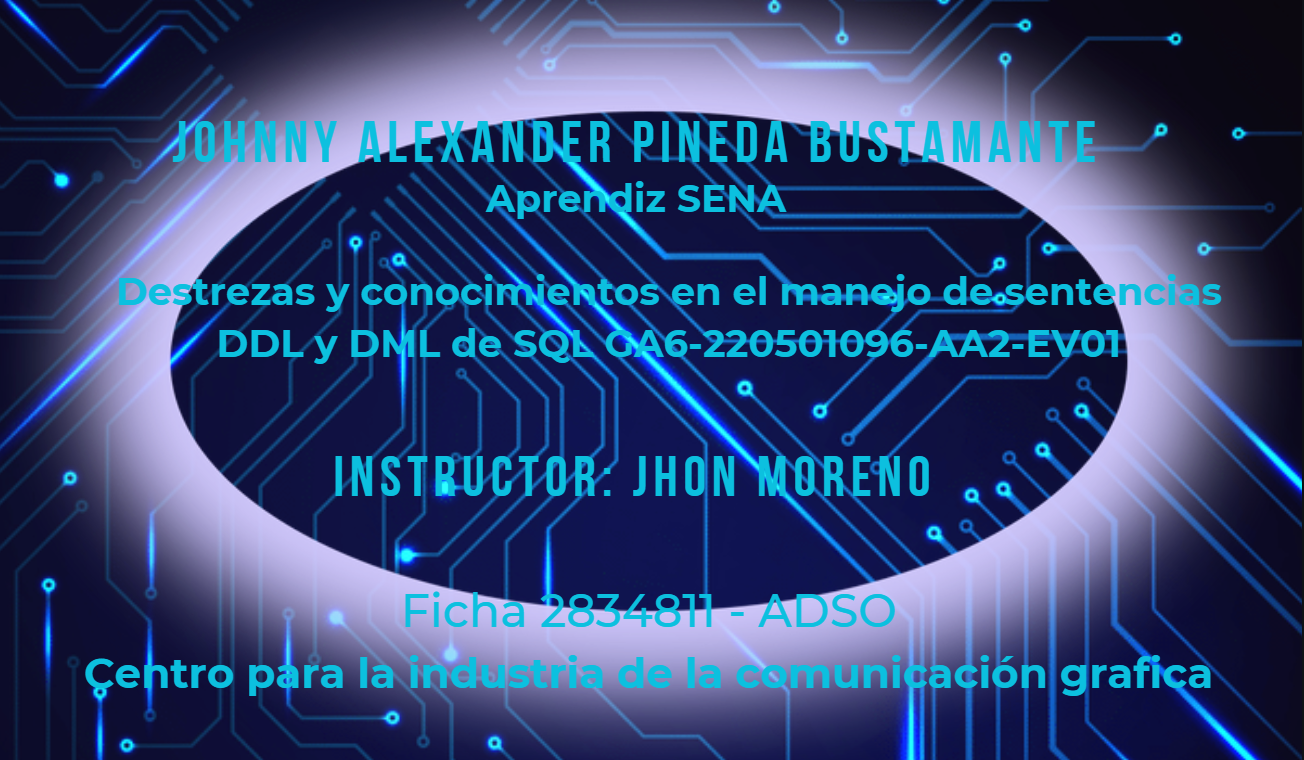 JOHNNY ALEXANDER PINEDA BUSTAMANTE
Aprendiz SENA
Destrezas y conocimientos en el manejo de sentencias
DDL y DML de SQL GA6-220501096-AA2-EV01
INSTRUCTOR: JHON MORENO
Ficha 2834811 - ADSO
Centro para la industria de la comunicación grafica